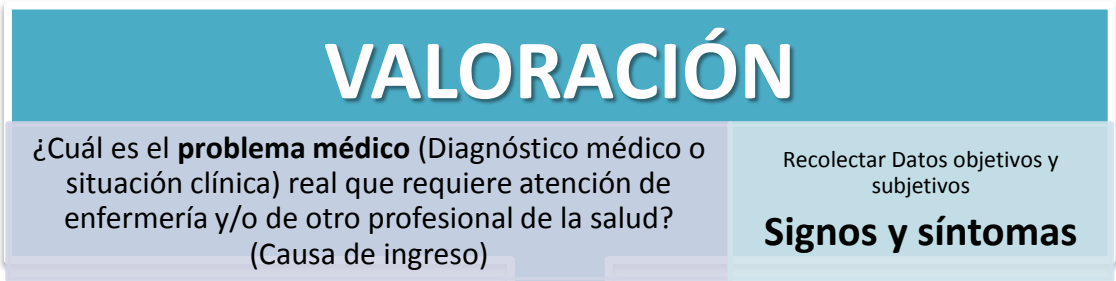 VALORACIÓN
¿Cuál es el problema médico (Diagnóstico médico o
situación clínica) real que requiere atención de
enfermería y/o de otro profesional de la salud?
(Causa de ingreso)
Recolectar Datos objetivos y
subjetivos
Signos y síntomas